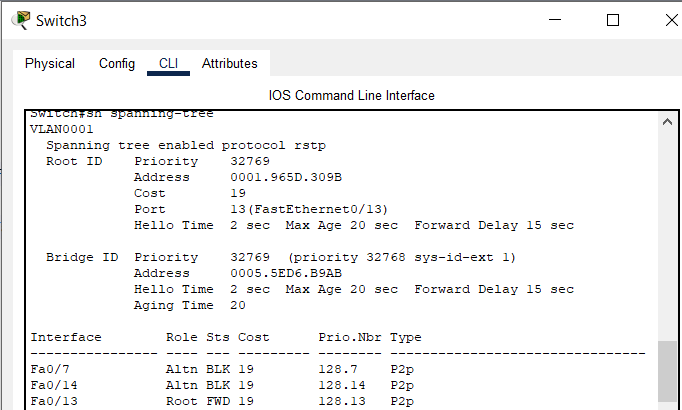 Switch3
Physical Config CLI Attributes
IOS Command Line Interface
Switch#sh spanning-tree
VLAN0001
  Spanning tree enabled protocol rstp
  Root ID    Priority    32769
             Address     0001.965D.309B
             Cost        19
             Port        13(FastEthernet0/13)
             Hello Time  2 sec  Max Age 20 sec  Forward Delay 15 sec
  Bridge ID  Priority    32769  (priority 32768 sys-id-ext 1)
             Address     0005.5ED6.B9AB
             Hello Time  2 sec  Max Age 20 sec  Forward Delay 15 sec
             Aging Time  20
Interface        Role Sts Cost      Prio.Nbr Type
---------------- ---- --- --------- -------- --------------------------------
Fa0/7            Altn BLK 19        128.7    P2p
Fa0/14           Altn BLK 19        128.14   P2p
Fa0/13           Root FWD 19        128.13   P2p